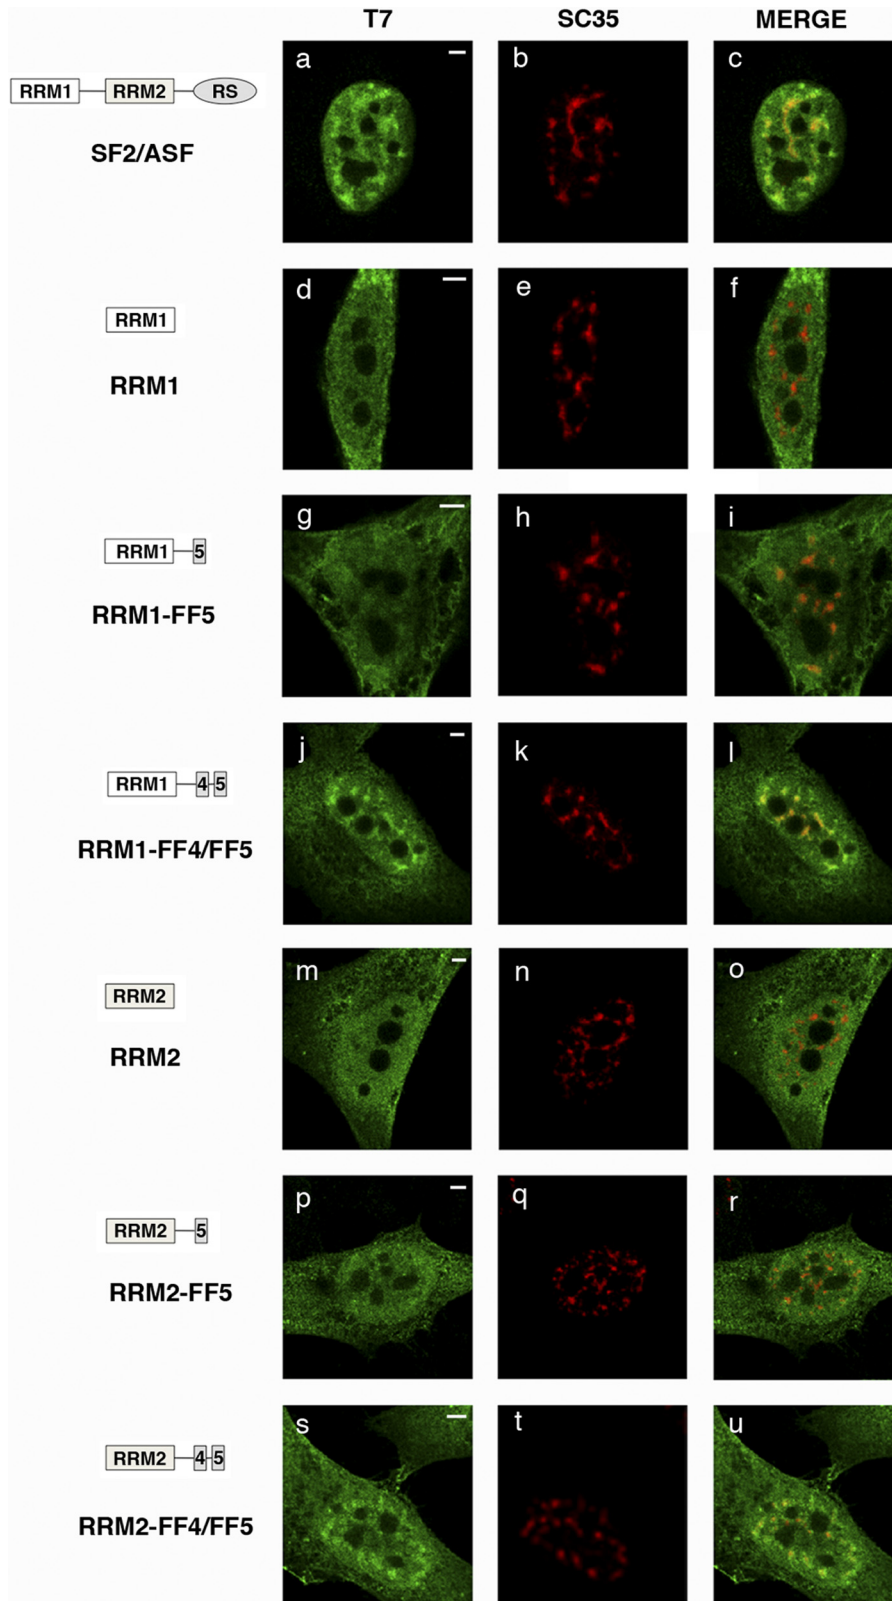 T7 SC35 MERGE
a b c
RRM1 RRM2 RS
SF2/ASF
d e f
RRM1
RRM1
g h i
RRM1 5
RRM1-FF5
j k l
RRM1 4 5
RRM1-FF4/FF5
m n o
RRM2
RRM2
p q r
RRM2 5
RRM2-FF5
s t u
RRM2 4 5
RRM2-FF4/FF5